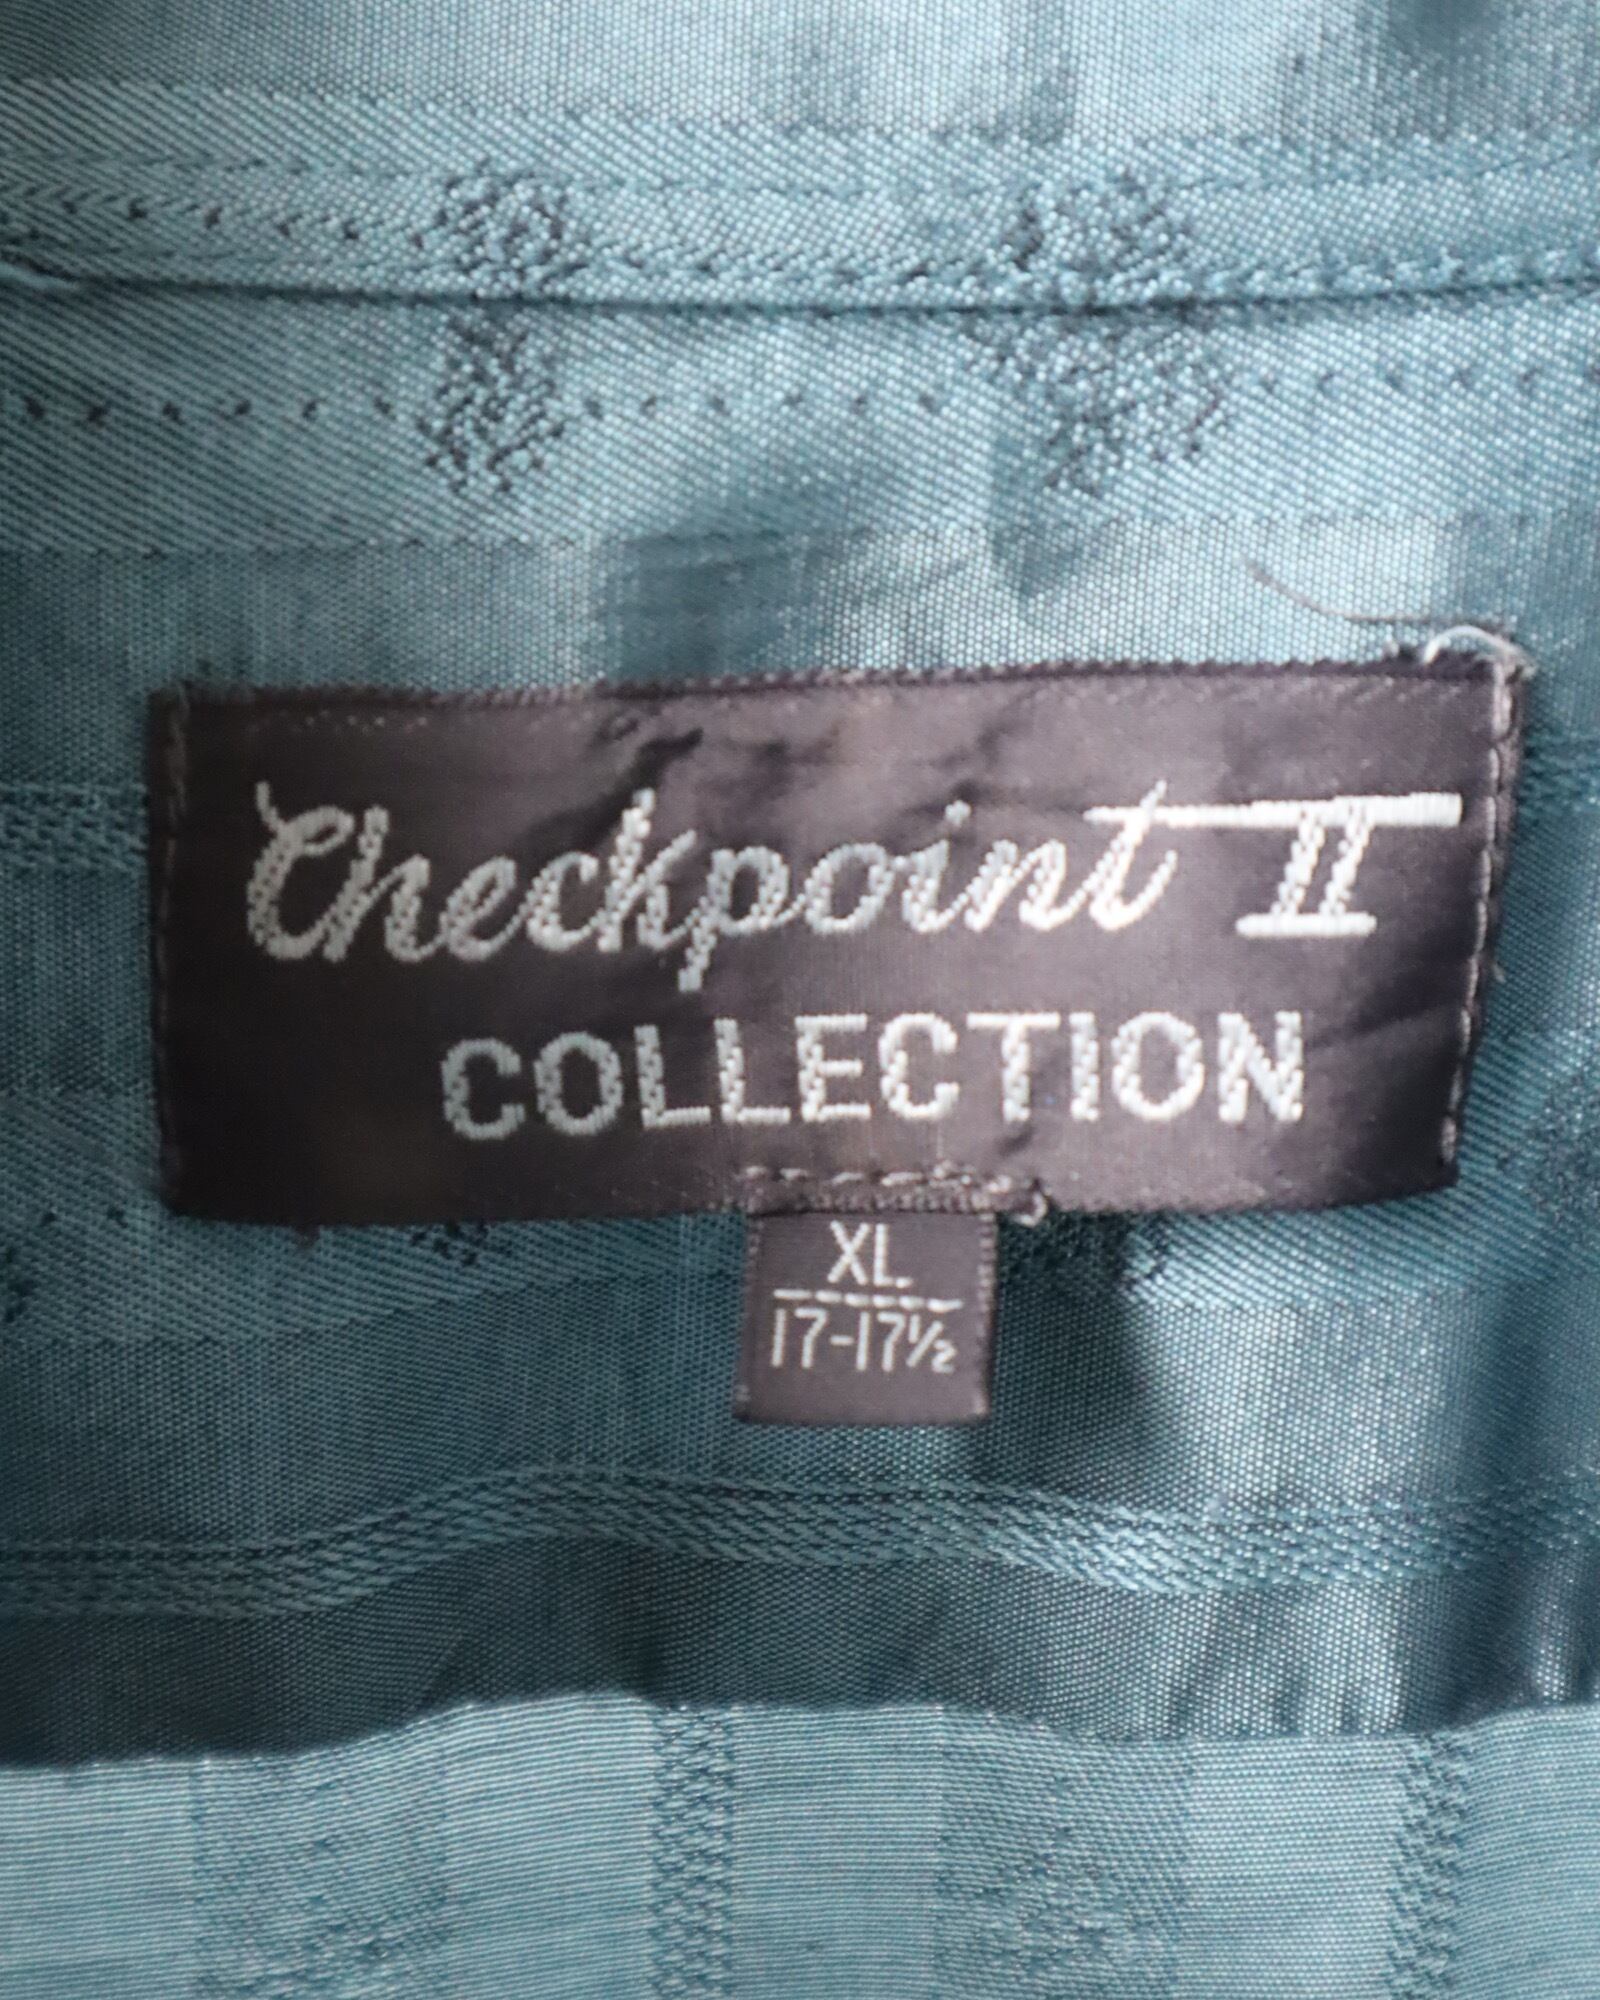 Checkpoint II
COLLECTION
XL
17-17½